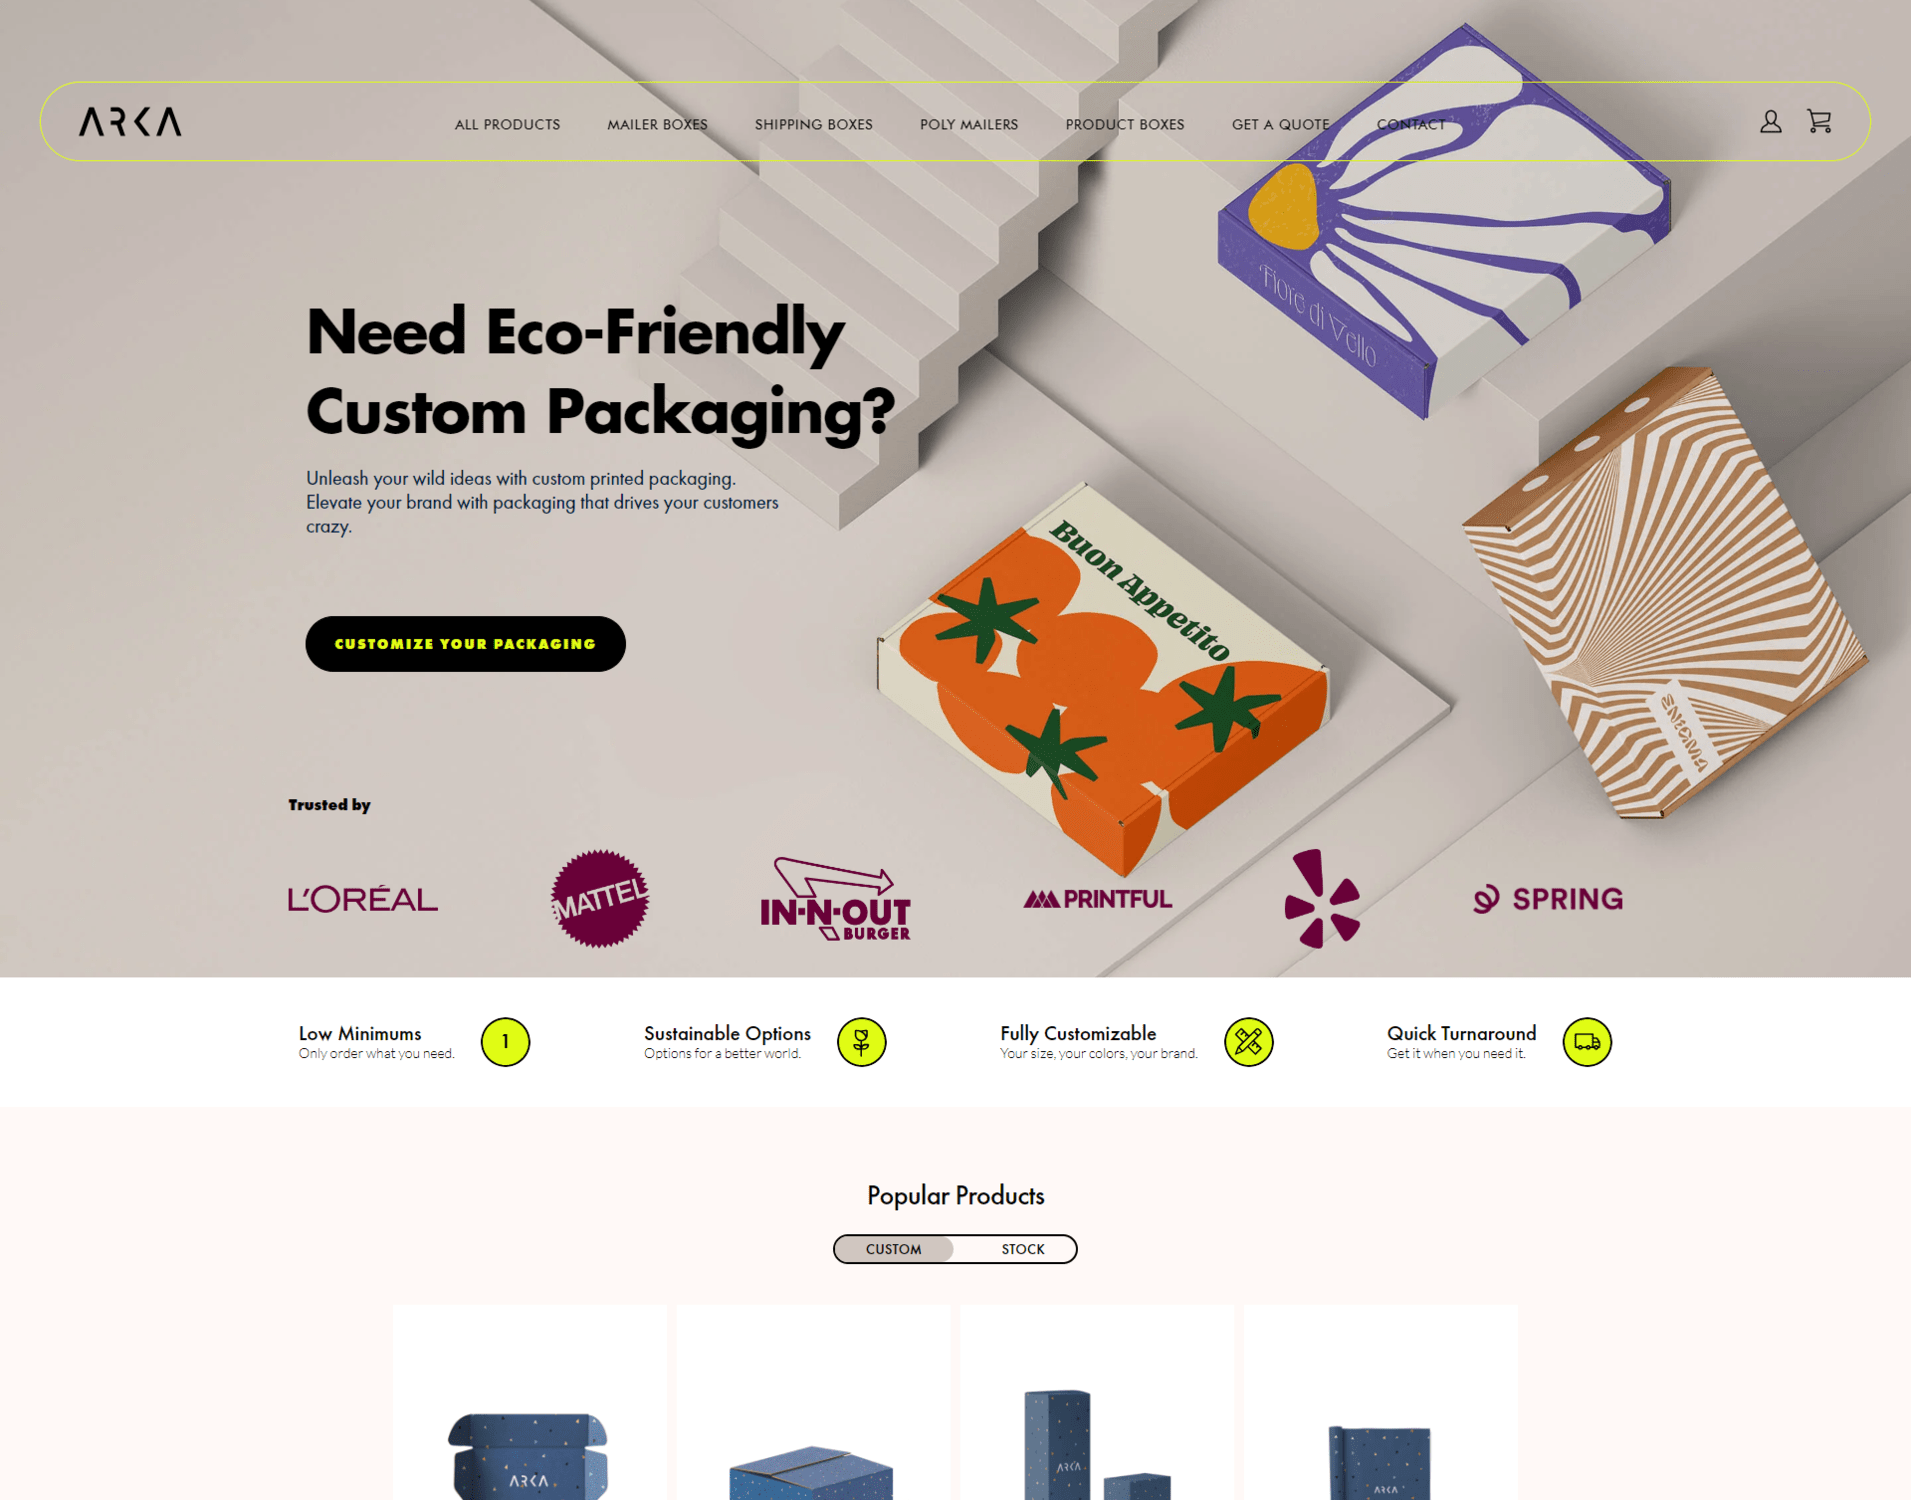 ARKA
ALL PRODUCTS
MAILER BOXES
SHIPPING BOXES
POLY MAILERS
PRODUCT BOXES
GET A QUOTE
CONTACT
Fiore di Vello
Need Eco-Friendly
Custom Packaging?
Unleash your wild ideas with custom printed packaging.
Elevate your brand with packaging that drives your customers
crazy.
Buon Appetito
CUSTOMIZE YOUR PACKAGING
Trusted by
L'ORÉAL
MATTEL
IN-N-OUT
BURGER
PRINTFUL
SPRING
Low Minimums
Only order what you need.
1
Sustainable Options
Options for a better world.
Fully Customizable
Your size, your colors, your brand.
Quick Turnaround
Get it when you need it.
Popular Products
CUSTOM
STOCK
ARKA
ARKA
ARKA